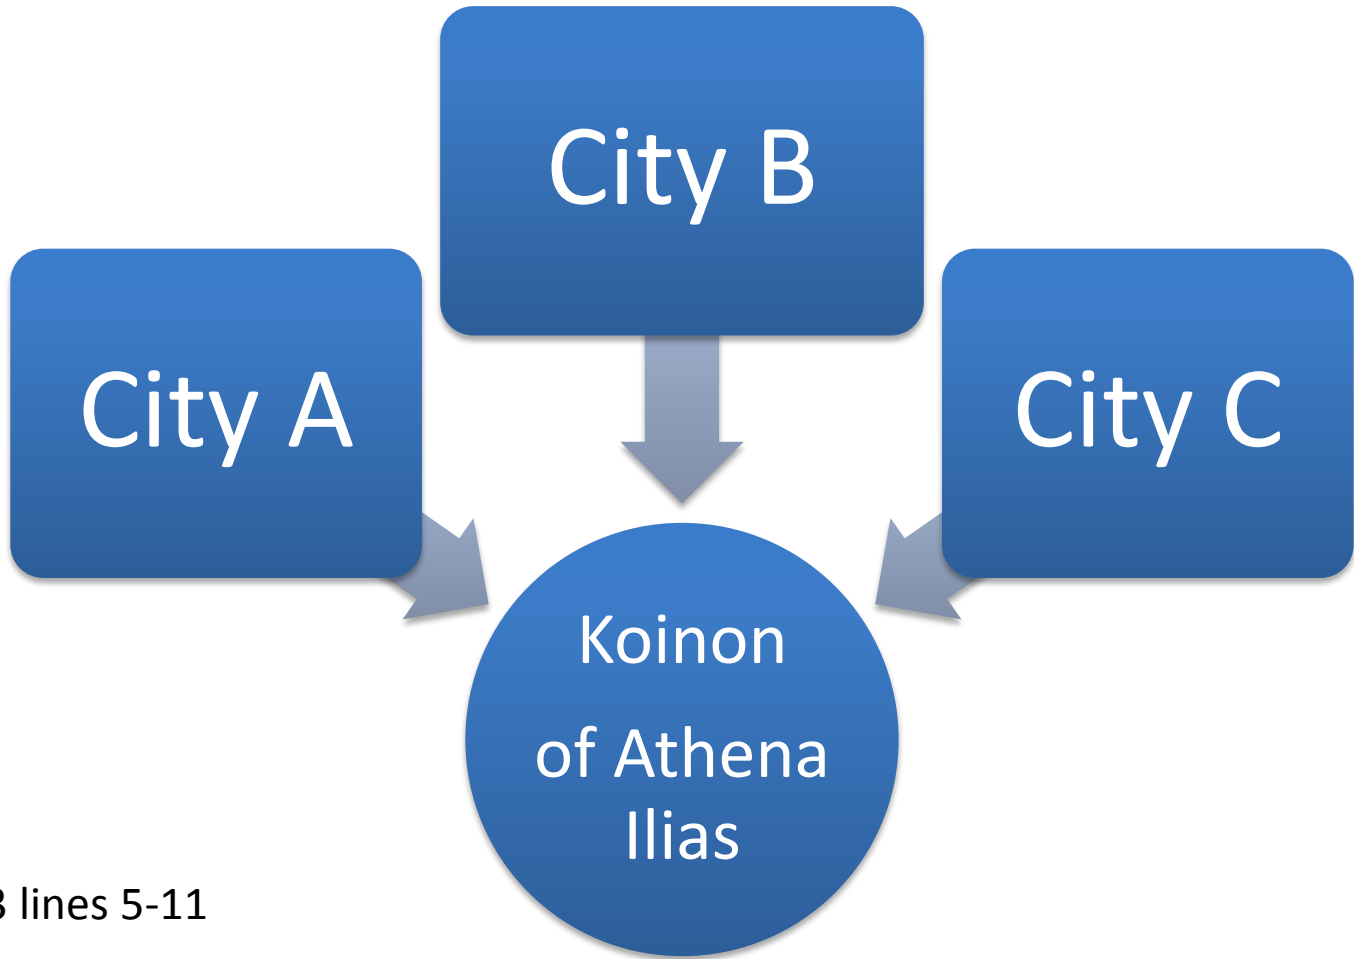 City B
City A
City C
Koinon
of Athena
Ilias
lines 5-11